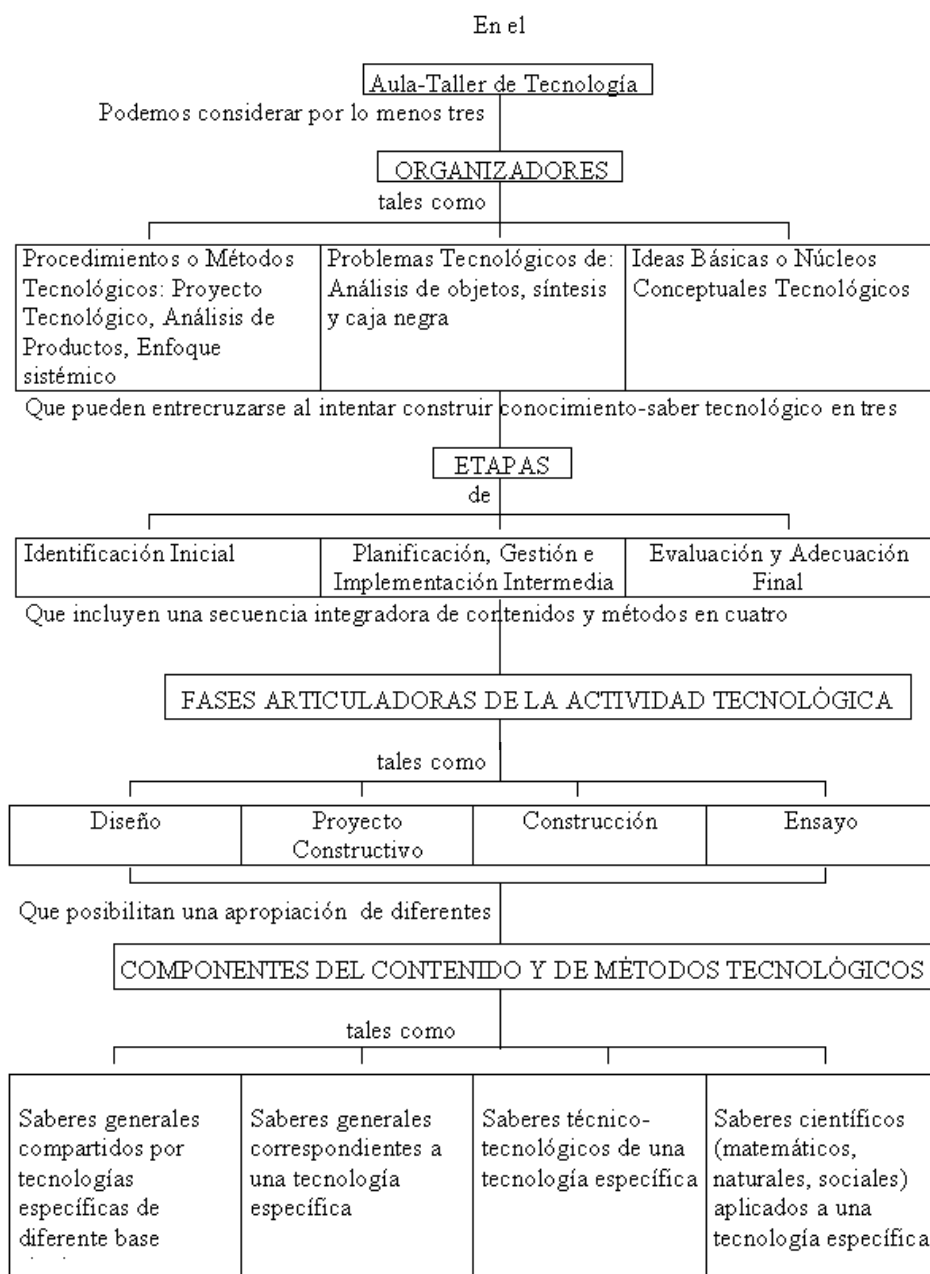 En el
Aula-Taller de Tecnología
Podemos considerar por lo menos tres
ORGANIZADORES
tales como
Procedimientos o Métodos
Tecnológicos: Proyecto
Tecnológico, Análisis de
Productos, Enfoque
sistémico
Problemas Tecnológicos de:
Análisis de objetos, síntesis
y caja negra
Ideas Básicas o Núcleos
Conceptuales Tecnológicos
Que pueden entrecruzarse al intentar construir conocimiento-saber tecnológico en tres
ETAPAS
de
Identificación Inicial
Planificación, Gestión e
Implementación Intermedia
Evaluación y Adecuación
Final
Que incluyen una secuencia integradora de contenidos y métodos en cuatro
FASES ARTICULADORAS DE LA ACTIVIDAD TECNOLÓGICA
tales como
Diseño
Proyecto
Constructivo
Construcción
Ensayo
Que posibilitan una apropiación de diferentes
COMPONENTES DEL CONTENIDO Y DE MÉTODOS TECNOLÓGICOS
tales como
Saberes generales
compartidos por
tecnologías
específicas de
diferente base
Saberes generales
correspondientes a
una tecnología
específica
Saberes técnico-
tecnológicos de una
tecnología específica
Saberes científicos
(matemáticos,
naturales, sociales)
aplicados a una
tecnología específica